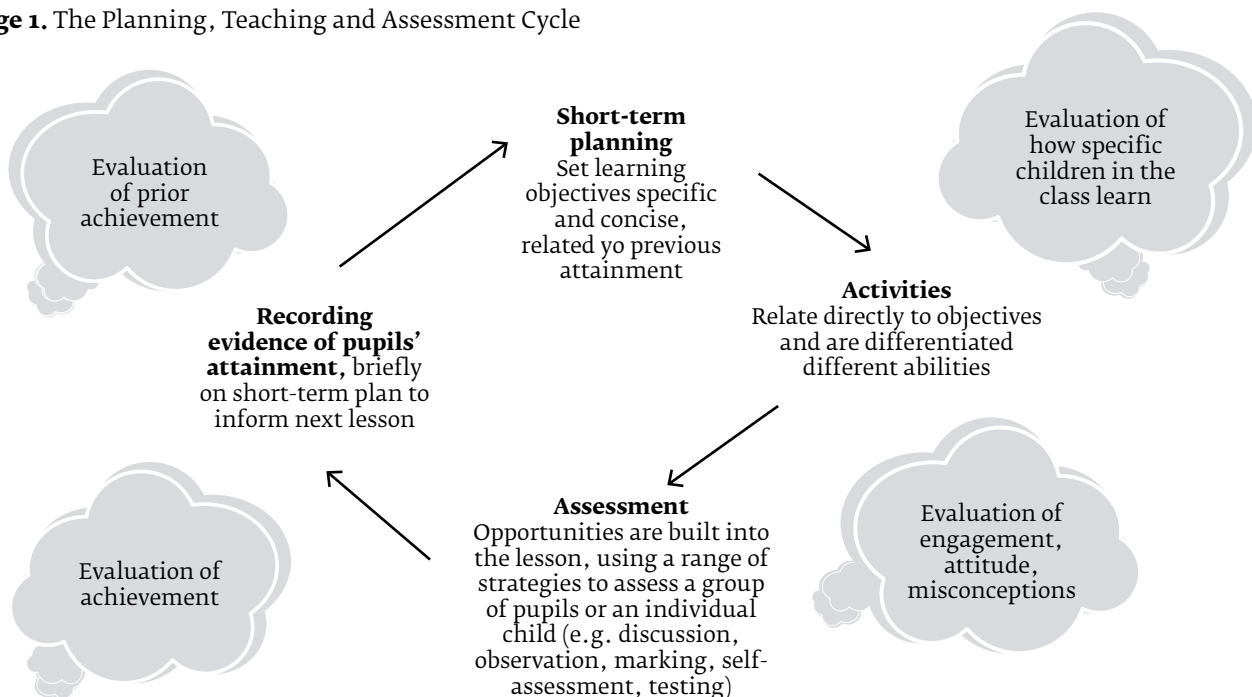 ge 1. The Planning, Teaching and Assessment Cycle
Evaluation
of prior
achievement
Short-term
planning
Set learning
objectives specific
and concise,
related yo previous
attainment
Evaluation of
how specific
children in the
class learn
Activities
Relate directly to objectives
and are differentiated
different abilities
Recording
evidence of pupils’
attainment, briefly
on short-term plan to
inform next lesson
Evaluation of
achievement
Assessment
Opportunities are built into
the lesson, using a range of
strategies to assess a group
of pupils or an individual
child (e.g. discussion,
observation, marking, self-
assessment, testing)
Evaluation of
engagement,
attitude,
misconceptions